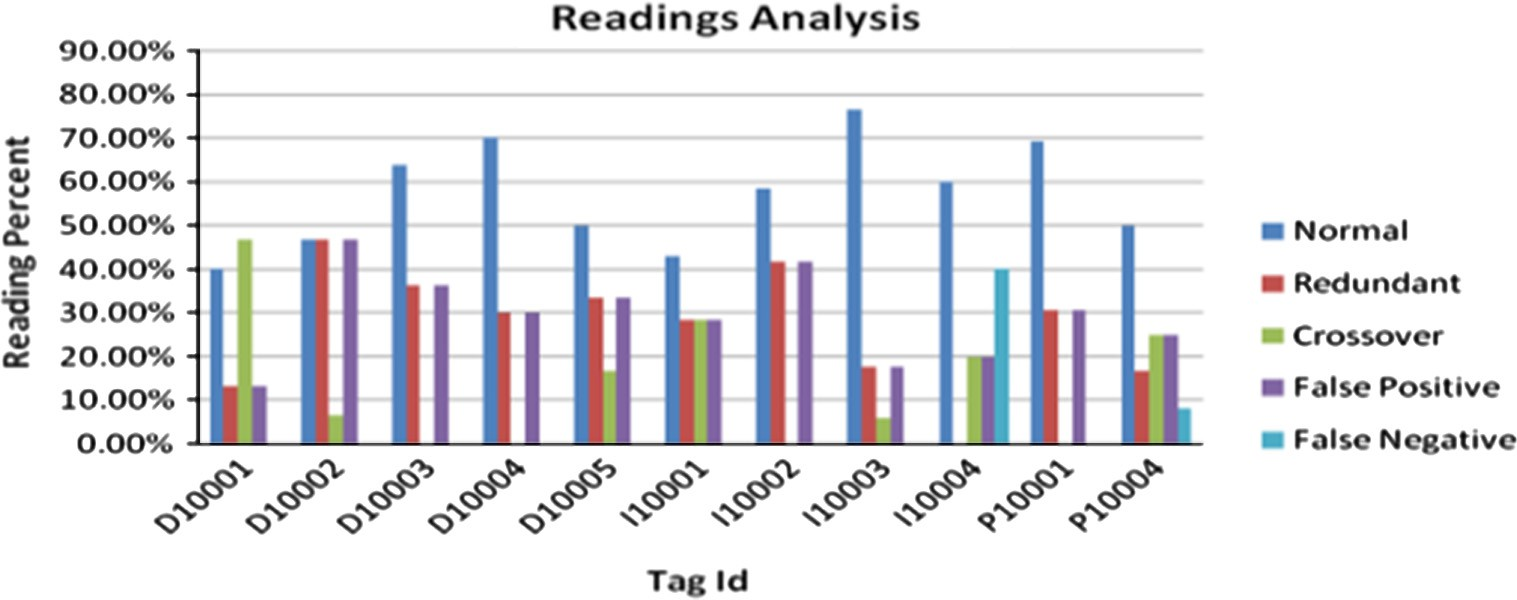 Readings Analysis
90.00%
80.00%
70.00%
60.00%
50.00%
40.00%
30.00%
20.00%
10.00%
0.00%
Reading Percent
D10001
D10002
D10003
D10004
D10005
I10001
I10002
I10003
I10004
P10001
P10004
Tag Id
Normal
Redundant
Crossover
False Positive
False Negative